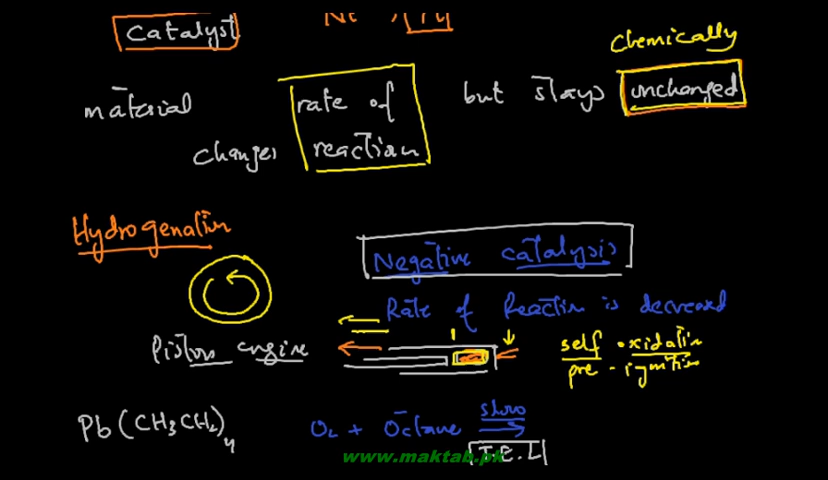 catalyst
Chemically
material changes rate of reaction but stays unchanged
Hydrogenation
Negative catalysis
Rate of Reaction is decreased
Piston engine
self oxidation
pre-ignition
Pb(CH3CH2)4 O2 + Octane slow
T.E.L
www.maktab.pk